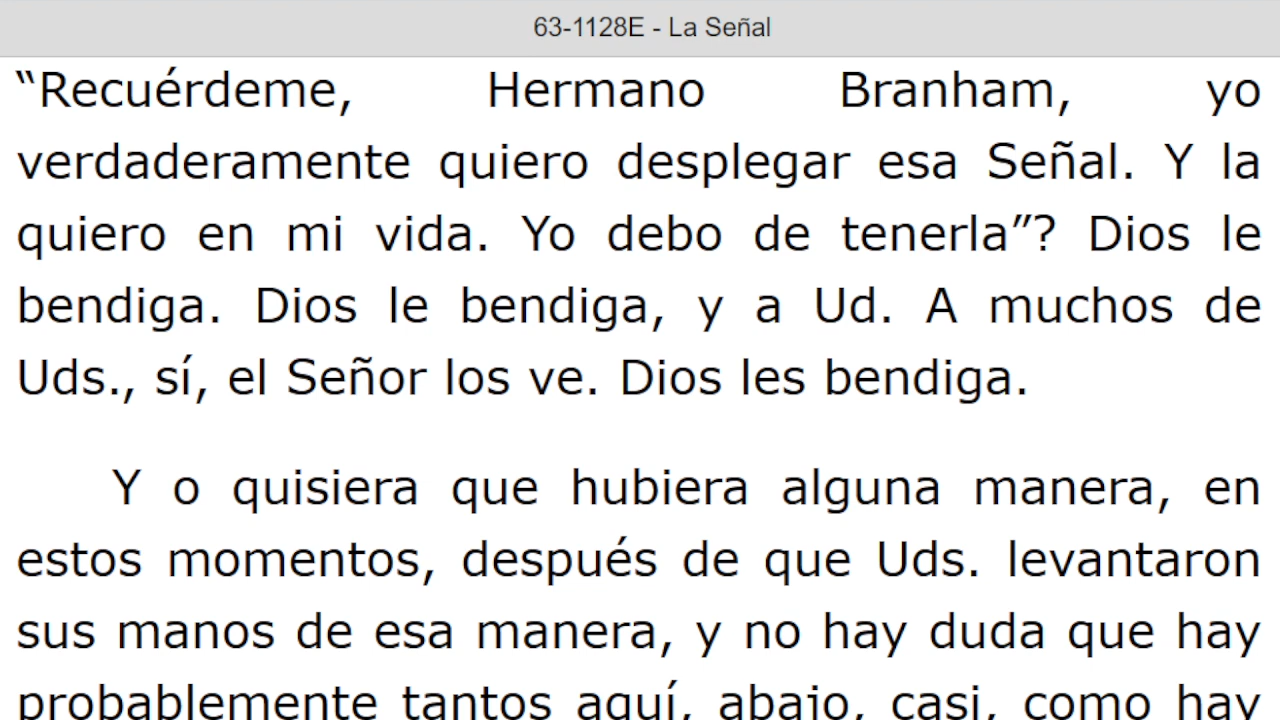 63-1128E - La Señal
“Recuérdeme, Hermano Branham, yo
verdaderamente quiero desplegar esa Señal. Y la
quiero en mi vida. Yo debo de tenerla”? Dios le
bendiga. Dios le bendiga, y a Ud. A muchos de
Uds., sí, el Señor los ve. Dios les bendiga.
Y o quisiera que hubiera alguna manera, en
estos momentos, después de que Uds. levantaron
sus manos de esa manera, y no hay duda que hay
probablemente tantos aquí, abajo, casi, como hay